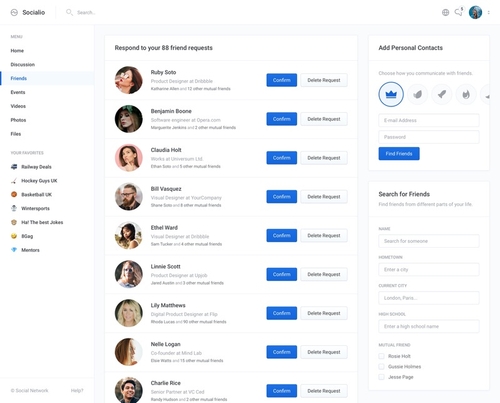 Socialio
Search..
MENU
Home
Discussion
Friends
Events
Videos
Photos
Files
YOUR FAVORITES
Railway Deals
Hockey Guys UK
Basketball UK
Wintersports
Ha! The best Jokes
9Gag
Mentors
© Social Network
Help?
Respond to your 88 friend requests
Ruby Soto
Product Designer at Dribbble
Katharine Allen and 12 other mutual friends
Confirm
Delete Request
Benjamin Boone
Software engineer at Opera.com
Marguerite Jenkins and 2 other mutual friends
Confirm
Delete Request
Claudia Holt
Works at Universum Ltd.
Ethan Soto and 5 other mutual friends
Confirm
Delete Request
Bill Vasquez
Visual Designer at YourCompany
Shane Soto and 6 other mutual friends
Confirm
Delete Request
Ethel Ward
Visual Designer at Dribbble
Sam Tucker and 4 other mutual friends
Confirm
Delete Request
Linnie Scott
Product Designer at Uppib
Jared Austin and 3 other mutual friends
Confirm
Delete Request
Lily Matthews
Digital Product Designer at Flip
Rhoda Lucas and 90 other mutual friends
Confirm
Delete Request
Nelle Logan
Co-founder at Mind Lab
Elsie Watts and 15 other mutual friends
Confirm
Delete Request
Charlie Rice
Senior Partner at VC Cert
Randy Hudson and 2 other mutual friends
Confirm
Delete Request
Add Personal Contacts
Choose how you communicate with friends.
E-mail Address
Password
Find Friends
Search for Friends
Find friends from different parts of your life
NAME
Search for someone
HOMETOWN
Enter a city
CURRENT CITY
London, Paris...
HIGH SCHOOL
Enter a high school name
MUTUAL FRIEND
Rosie Holt
Gussie Holmes
Jesse Page